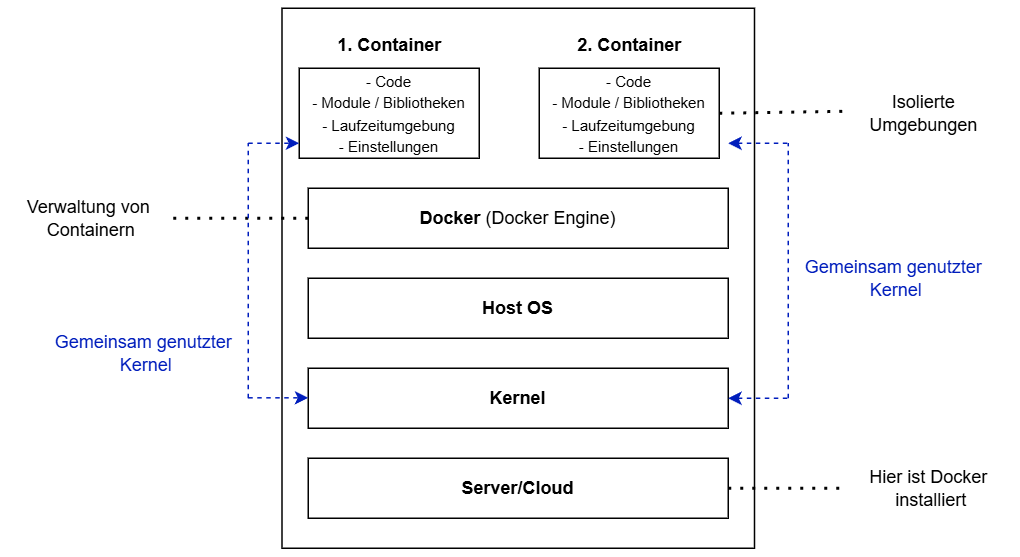 1. Container
2. Container
- Code
- Module / Bibliotheken
- Laufzeitumgebung
- Einstellungen
- Code
- Module / Bibliotheken
- Laufzeitumgebung
- Einstellungen
Isolierte
Umgebungen
Verwaltung von
Containern
Docker (Docker Engine)
Gemeinsam genutzter
Kernel
Host OS
Gemeinsam genutzter
Kernel
Kernel
Server/Cloud
Hier ist Docker
installiert